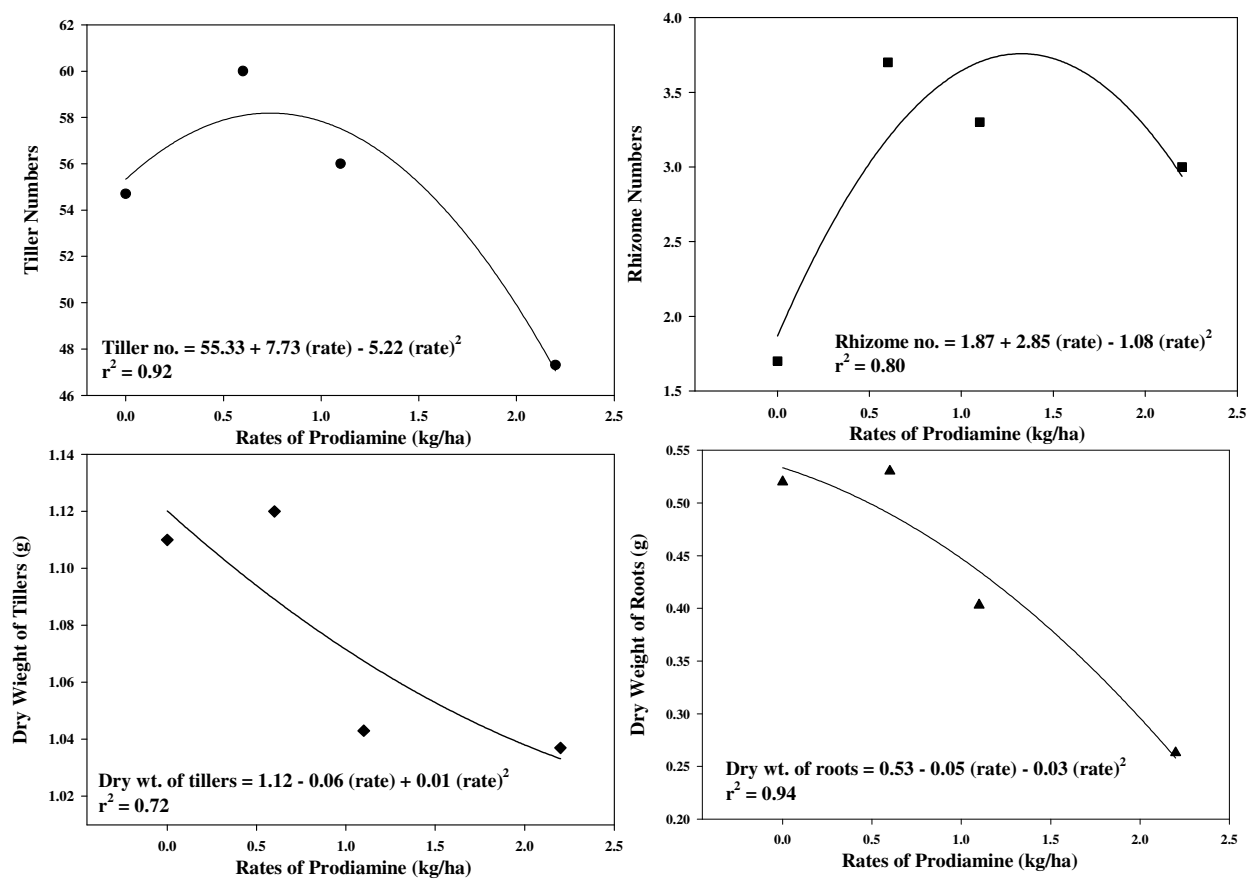 62
60
58
56
54
52
50
48
46
Tiller Numbers
Tiller no. = 55.33 + 7.73 (rate) - 5.22 (rate)²
r² = 0.92
0.0 0.5 1.0 1.5 2.0 2.5
Rates of Prodiamine (kg/ha)
4.0
3.5
3.0
2.5
2.0
1.5
Rhizome Numbers
Rhizome no. = 1.87 + 2.85 (rate) - 1.08 (rate)²
r² = 0.80
0.0 0.5 1.0 1.5 2.0 2.5
Rates of Prodiamine (kg/ha)
1.14
1.12
1.10
1.08
1.06
1.04
1.02
Dry Wieght of Tillers (g)
Dry wt. of tillers = 1.12 - 0.06 (rate) + 0.01 (rate)²
r² = 0.72
0.0 0.5 1.0 1.5 2.0 2.5
Rates of Prodiamine (kg/ha)
0.55
0.50
0.45
0.40
0.35
0.30
0.25
0.20
Dry Weight of Roots (g)
Dry wt. of roots = 0.53 - 0.05 (rate) - 0.03 (rate)²
r² = 0.94
0.0 0.5 1.0 1.5 2.0 2.5
Rates of Prodiamine (kg/ha)